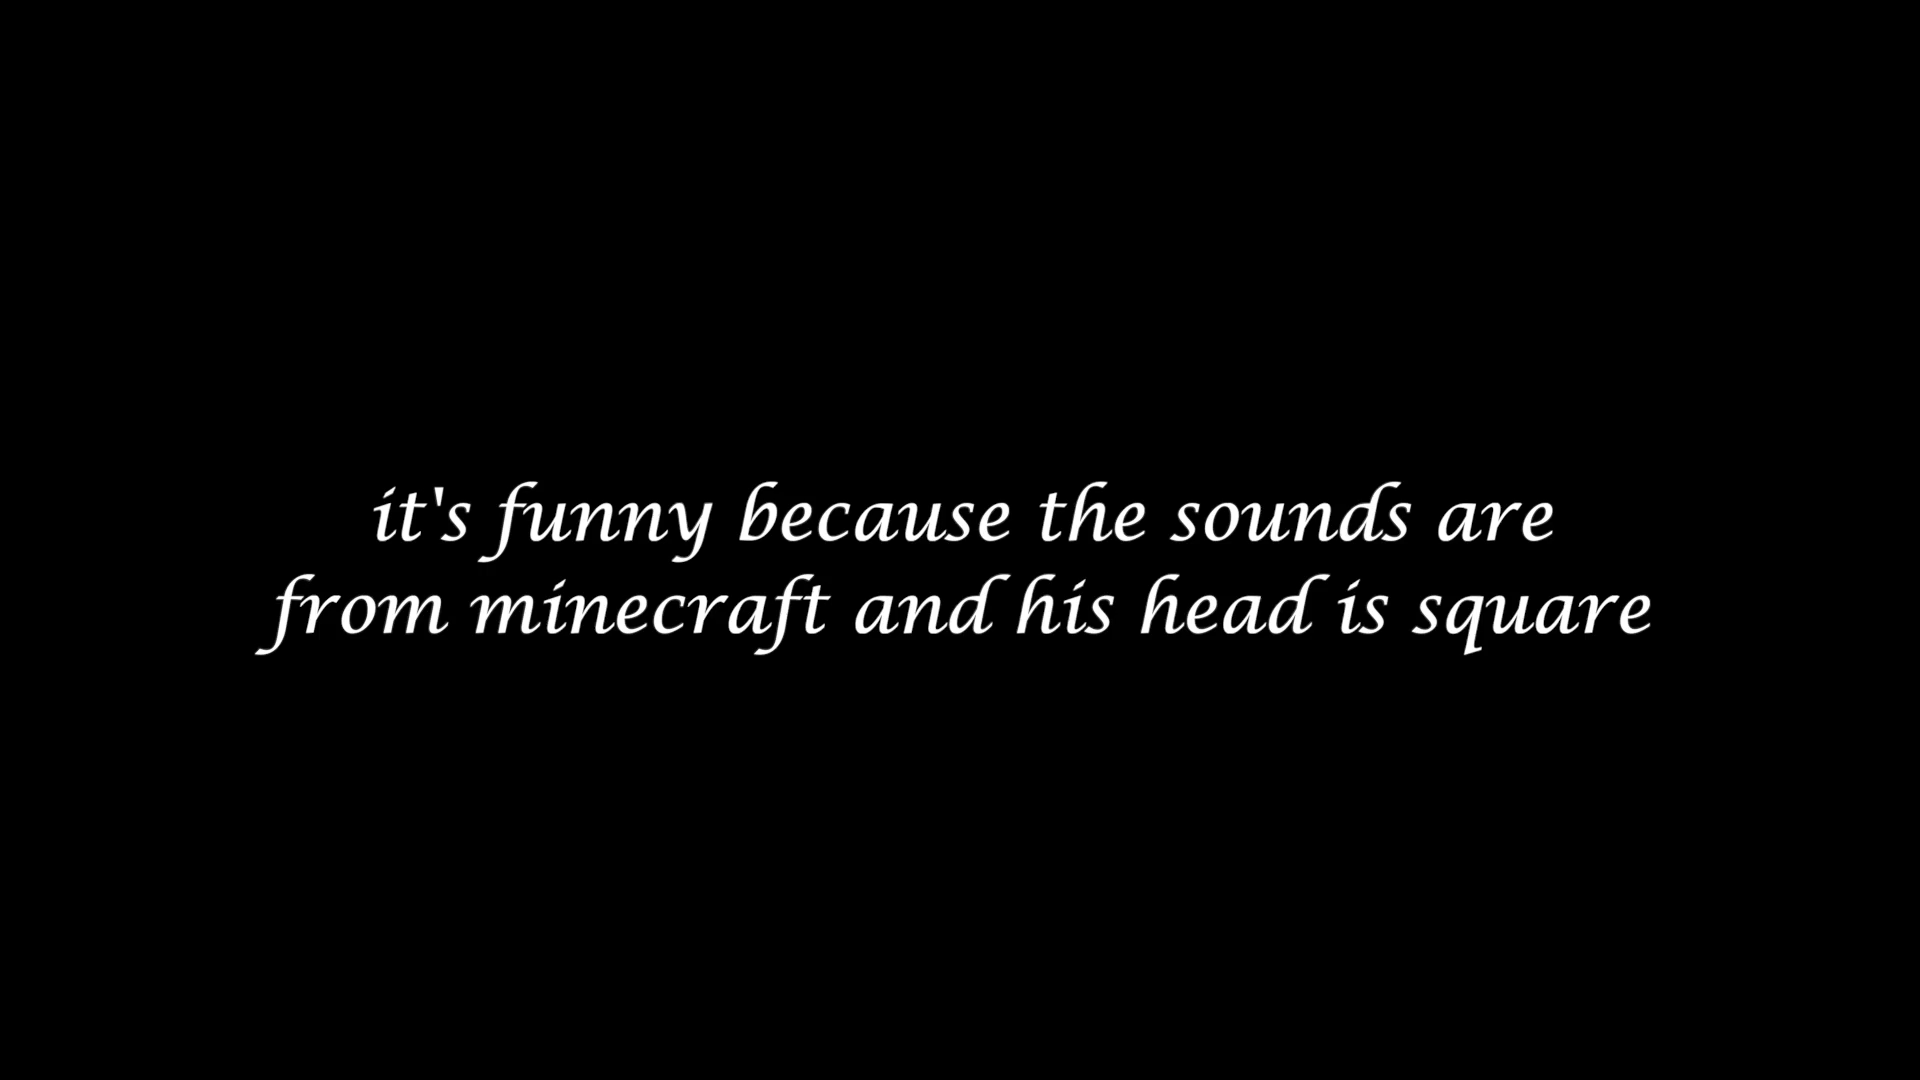 it's funny because the sounds are
from minecraft and his head is square